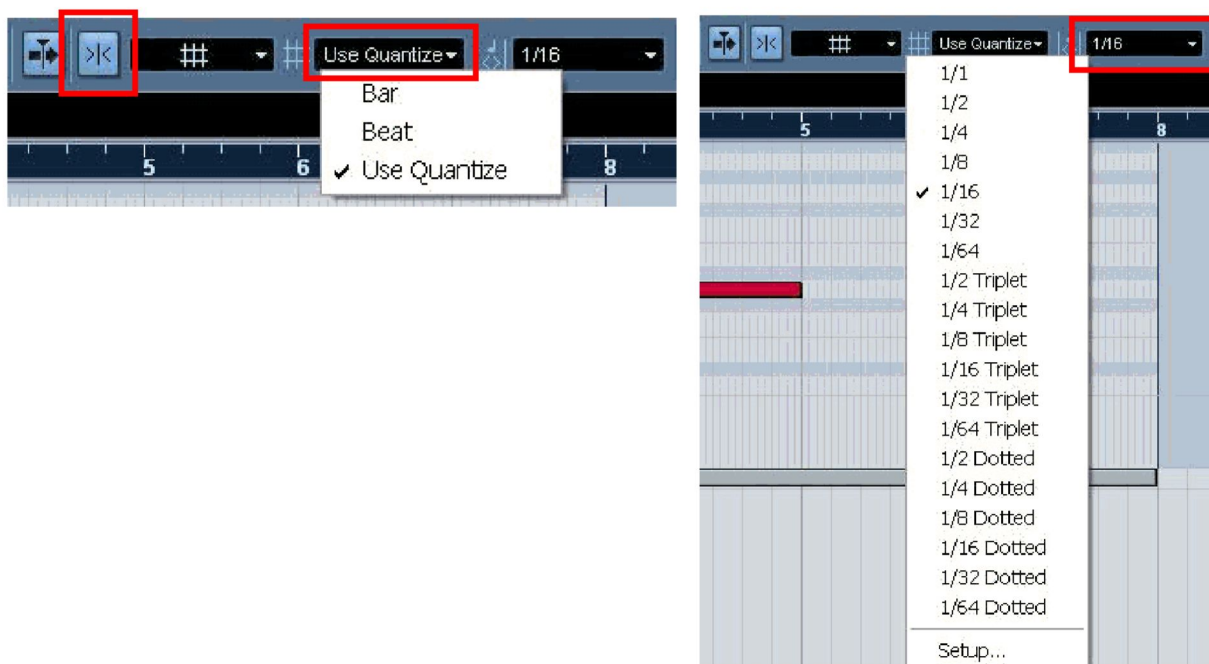 Use Quantize
1/16
Bar
Beat
Use Quantize
5
6
8
Use Quantize
1/16
5
8
1/1
1/2
1/4
1/8
1/16
1/32
1/64
1/2 Triplet
1/4 Triplet
1/8 Triplet
1/16 Triplet
1/32 Triplet
1/64 Triplet
1/2 Dotted
1/4 Dotted
1/8 Dotted
1/16 Dotted
1/32 Dotted
1/64 Dotted
Setup...